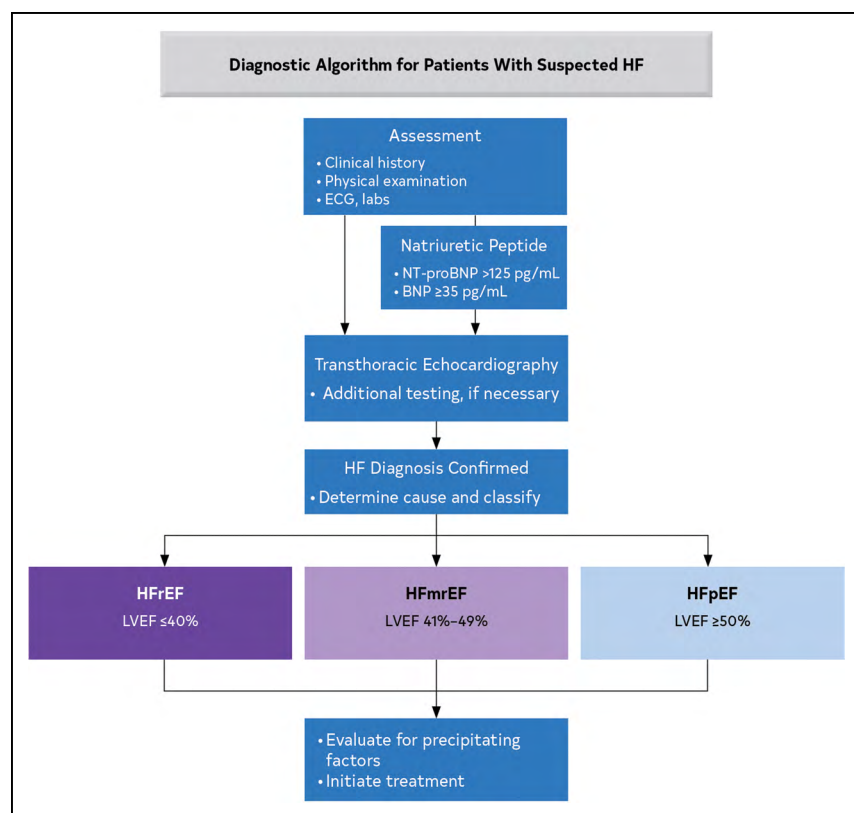 Diagnostic Algorithm for Patients With Suspected HF
Assessment
• Clinical history
• Physical examination
• ECG, labs
Natriuretic Peptide
• NT-proBNP >125 pg/mL
• BNP ≥35 pg/mL
Transthoracic Echocardiography
• Additional testing, if necessary
HF Diagnosis Confirmed
• Determine cause and classify
HFrEF
LVEF ≤40%
HFmrEF
LVEF 41%–49%
HFpEF
LVEF ≥50%
• Evaluate for precipitating
factors
• Initiate treatment